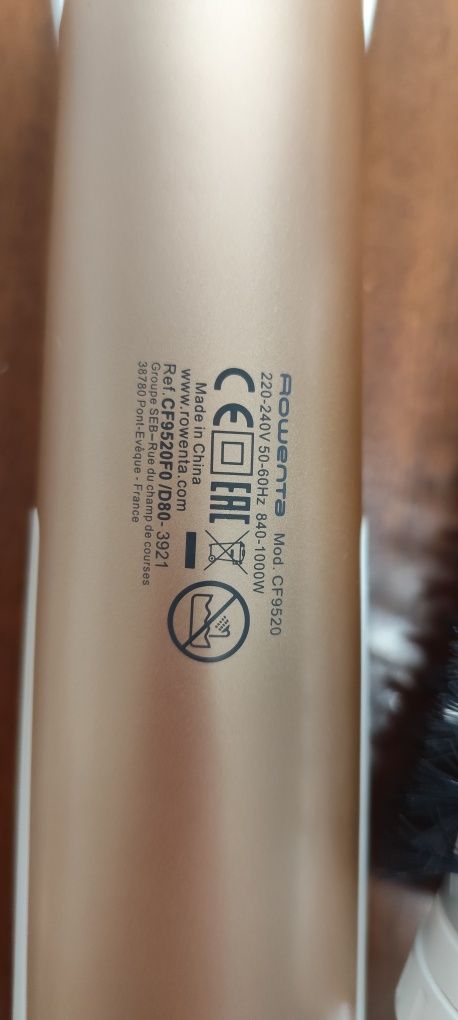 Rowenta Mod. CF9520
220-240V 50-60Hz 840-1000W
CE EAC
Made in China
www.rowenta.com
Ref. CF9520F0 /D80- 3921
Groupe SEB-Rue du champ de courses
38780 Pont-Evêque - France